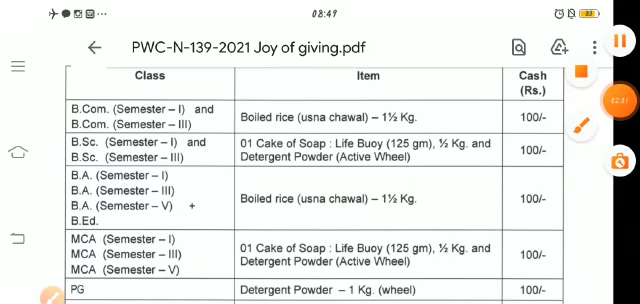 08:49
83
PWC-N-139-2021 Joy of giving.pdf
02:31
Class Item Cash
(Rs.)
B.Com. (Semester – I) and
B.Com. (Semester – III)
Boiled rice (usna chawal) – 1½ Kg.
100/-
B.Sc. (Semester – I) and
B.Sc. (Semester – III)
01 Cake of Soap : Life Buoy (125 gm), ½ Kg. and
Detergent Powder (Active Wheel)
100/-
B.A. (Semester – I)
B.A. (Semester – III)
B.A. (Semester – V) +
B.Ed.
Boiled rice (usna chawal) – 1½ Kg.
100/-
MCA (Semester – I)
MCA (Semester – III)
MCA (Semester – V)
01 Cake of Soap : Life Buoy (125 gm), ½ Kg. and
Detergent Powder (Active Wheel)
100/-
PG
Detergent Powder – 1 Kg. (wheel)
100/-